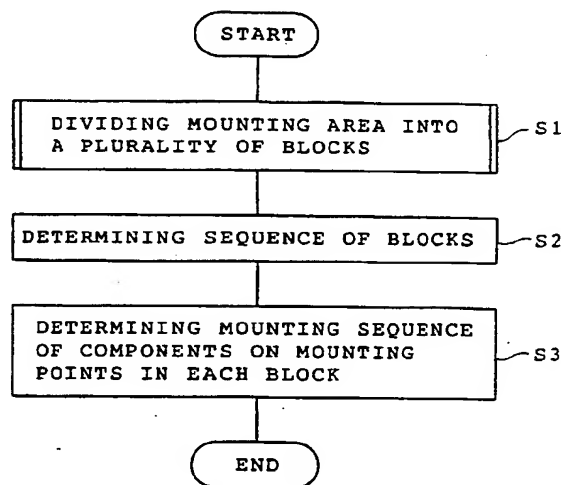 START
DIVIDING MOUNTING AREA INTO
A PLURALITY OF BLOCKS
S1
DETERMINING SEQUENCE OF BLOCKS
S2
DETERMINING MOUNTING SEQUENCE
OF COMPONENTS ON MOUNTING
POINTS IN EACH BLOCK
S3
END